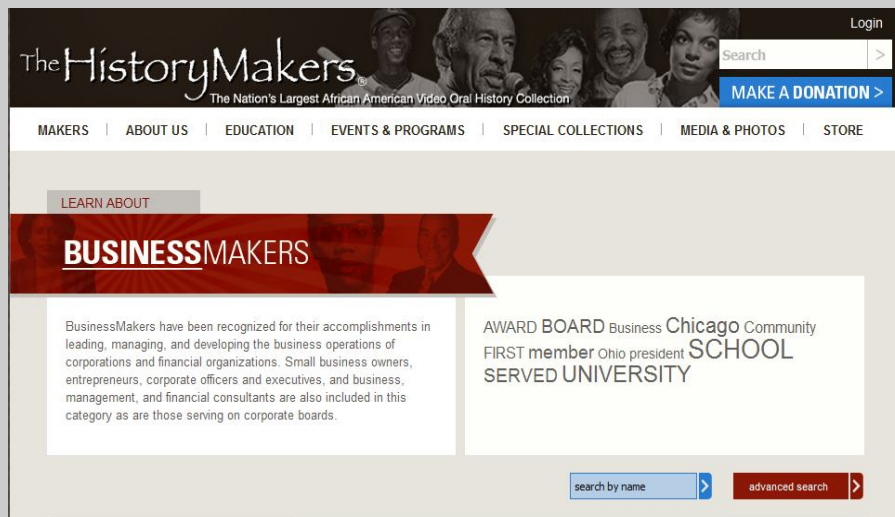 Login
The HistoryMakers®
Search >
The Nation's Largest African American Video Oral History Collection
MAKE A DONATION >
MAKERS | ABOUT US | EDUCATION | EVENTS & PROGRAMS | SPECIAL COLLECTIONS | MEDIA & PHOTOS | STORE
LEARN ABOUT
BUSINESSMAKERS
BusinessMakers have been recognized for their accomplishments in
leading, managing, and developing the business operations of
corporations and financial organizations. Small business owners,
entrepreneurs, corporate officers and executives, and business,
management, and financial consultants are also included in this
category as are those serving on corporate boards.
AWARD BOARD Business Chicago Community
FIRST member Ohio president SCHOOL
SERVED UNIVERSITY
search by name
advanced search